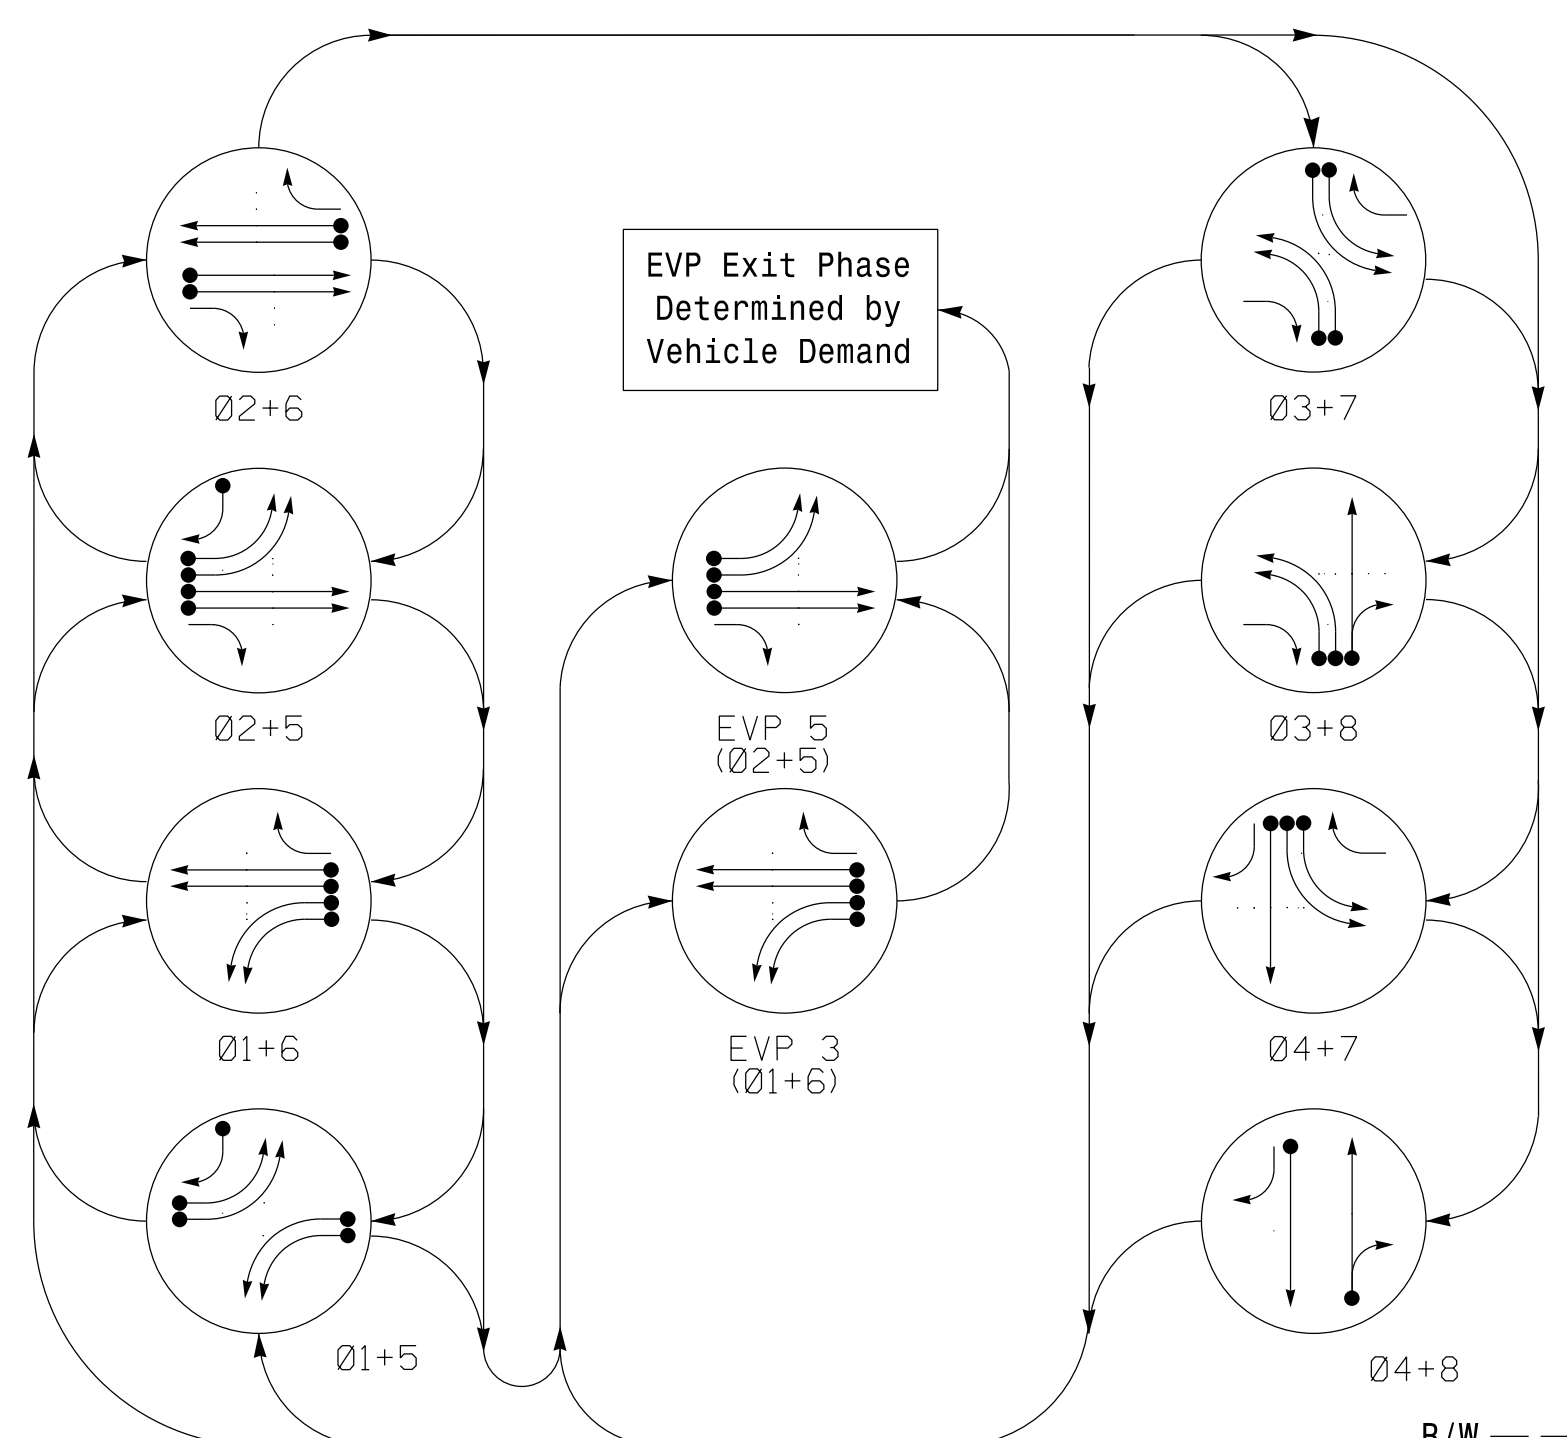 EVP Exit Phase
Determined by
Vehicle Demand
Ø2+6
Ø3+7
Ø2+5
EVP 5
(Ø2+5)
Ø3+8
Ø1+6
EVP 3
(Ø1+6)
Ø4+7
Ø1+5
Ø4+8
R/W